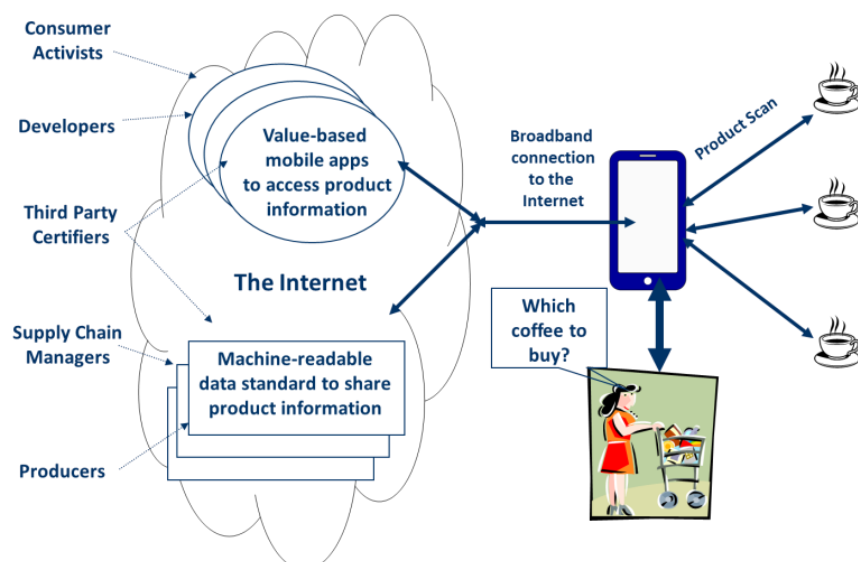 Consumer
Activists
Developers
Third Party
Certifiers
Supply Chain
Managers
Producers
Value-based
mobile apps
to access product
information
The Internet
Machine-readable
data standard to share
product information
Broadband
connection
to the
Internet
Product Scan
Which
coffee to
buy?